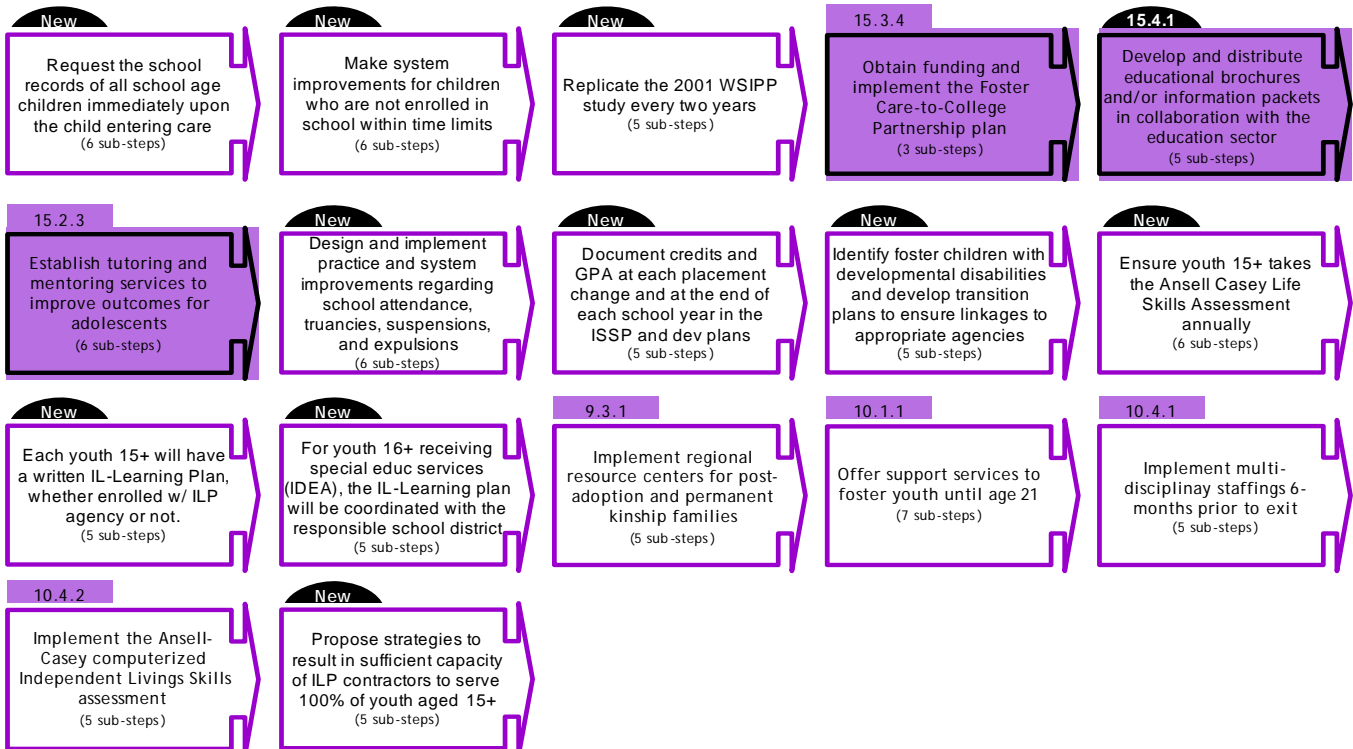 New
Request the school
records of all school age
children immediately upon
the child entering care
(6 sub-steps)
New
Make system
improvements for children
who are not enrolled in
school within time limits
(6 sub-steps)
New
Replicate the 2001 WSIPP
study every two years
(5 sub-steps)
15.3.4
Obtain funding and
implement the Foster
Care-to-College
Partnership plan
(3 sub-steps)
15.4.1
Develop and distribute
educational brochures
and/or information packets
in collaboration with the
education sector
(5 sub-steps)
15.2.3
Establish tutoring and
mentoring services to
improve outcomes for
adolescents
(6 sub-steps)
New
Design and implement
practice and system
improvements regarding
school attendance,
truancies, suspensions,
and expulsions
(6 sub-steps)
New
Document credits and
GPA at each placement
change and at the end of
each school year in the
ISSP and dev plans
(5 sub-steps)
New
Identify foster children with
developmental disabilities
and develop transition
plans to ensure linkages to
appropriate agencies
(5 sub-steps)
New
Ensure youth 15+ takes
the Ansell Casey Life
Skills Assessment
annually
(6 sub-steps)
New
Each youth 15+ will have
a written IL-Learning Plan,
whether enrolled w/ ILP
agency or not.
(5 sub-steps)
New
For youth 16+ receiving
special educ services
(IDEA), the IL-Learning plan
will be coordinated with the
responsible school district
(5 sub-steps)
9.3.1
Implement regional
resource centers for post-
adoption and permanent
kinship families
(5 sub-steps)
10.1.1
Offer support services to
foster youth until age 21
(7 sub-steps)
10.4.1
Implement multi-
disciplinay staffings 6-
months prior to exit
(5 sub-steps)
10.4.2
Implement the Ansell-
Casey computerized
Independent Livings Skills
assessment
(5 sub-steps)
New
Propose strategies to
result in sufficient capacity
of ILP contractors to serve
100% of youth aged 15+
(5 sub-steps)